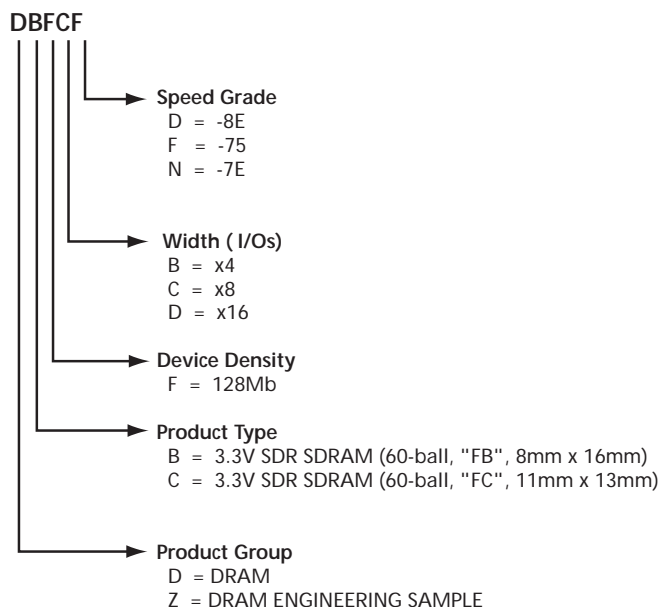 DBFCF
Speed Grade
D = -8E
F = -75
N = -7E
Width ( I/Os)
B = x4
C = x8
D = x16
Device Density
F = 128Mb
Product Type
B = 3.3V SDR SDRAM (60-ball, "FB", 8mm x 16mm)
C = 3.3V SDR SDRAM (60-ball, "FC", 11mm x 13mm)
Product Group
D = DRAM
Z = DRAM ENGINEERING SAMPLE